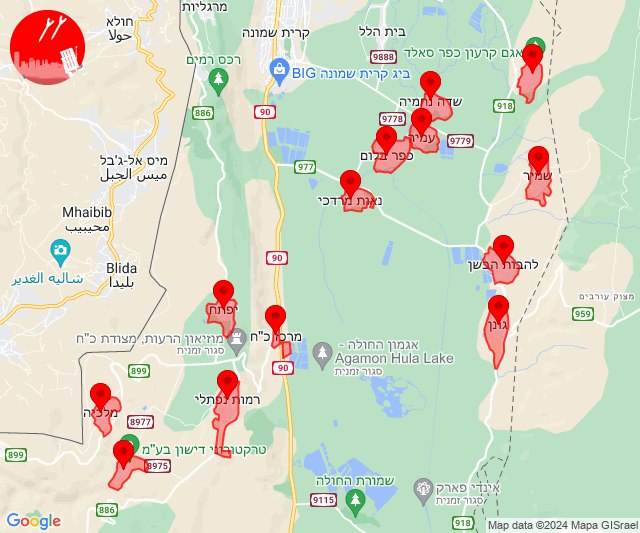 מרגליות
חולא
حولا
קרית שמונה
בית הלל
9888
אגם קרעון כפר סאלד
רכס רמים
ביג קרית שמונה BIG
886
90
918
שדה נחמיה
9778
עמיר
9779
כפר בלום
מיס אל-ג'בל
ميس الجبل
977
שמיר
נאות מרדכי
Mhaibib
محيبيب
90
להבות הבשן
Blida
بليدا
شاليه الغدير
מצוק עורבים
יפתח
959
גונן
מרכז כ"ח
מוזיאון הרעות, מצודת כ"ח
סגור זמנית
אגמון החולה -
Agamon Hula Lake
סגור זמנית
899
90
רמות נפתלי
מלכיה
8977
טרקטורוני דישון בע"מ
899
8975
אינדי פארק
סגור זמנית
שמורת החולה
9115
886
918
Google
Map data ©2024 Mapa GISrael